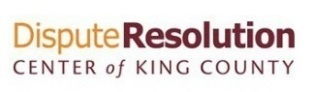 DisputeResolution
CENTER of KING COUNTY